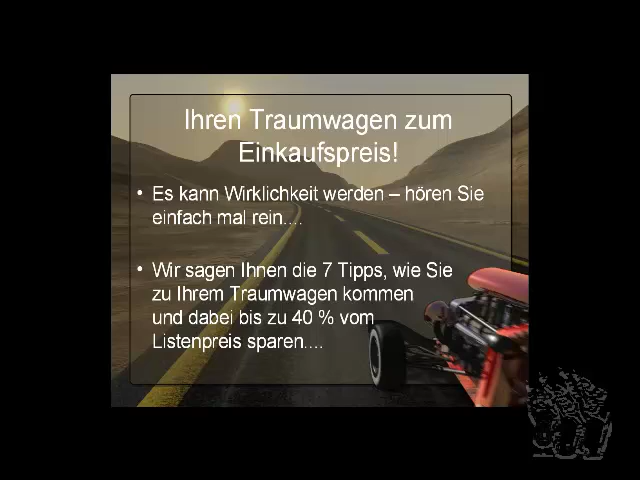 Ihren Traumwagen zum
Einkaufspreis!
• Es kann Wirklichkeit werden – hören Sie
einfach mal rein....
• Wir sagen Ihnen die 7 Tipps, wie Sie
zu Ihrem Traumwagen kommen
und dabei bis zu 40 % vom
Listenpreis sparen....